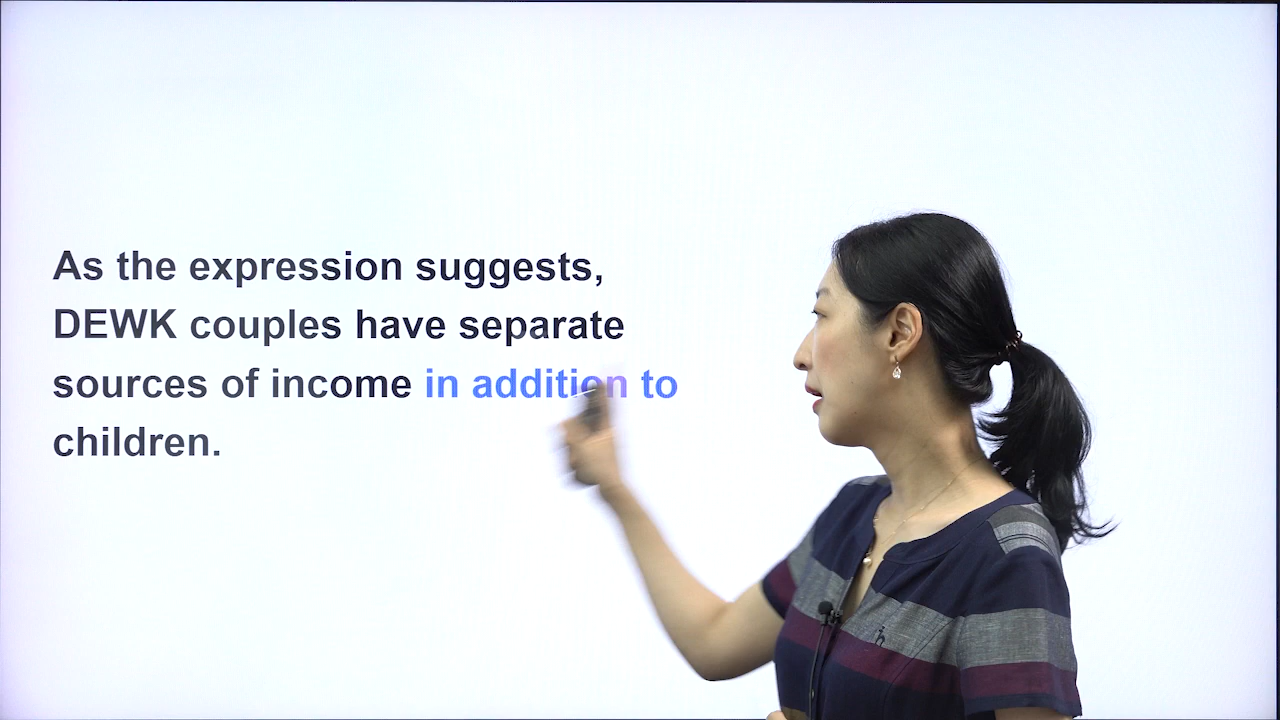 As the expression suggests,
DEWK couples have separate
sources of income in addition to
children.